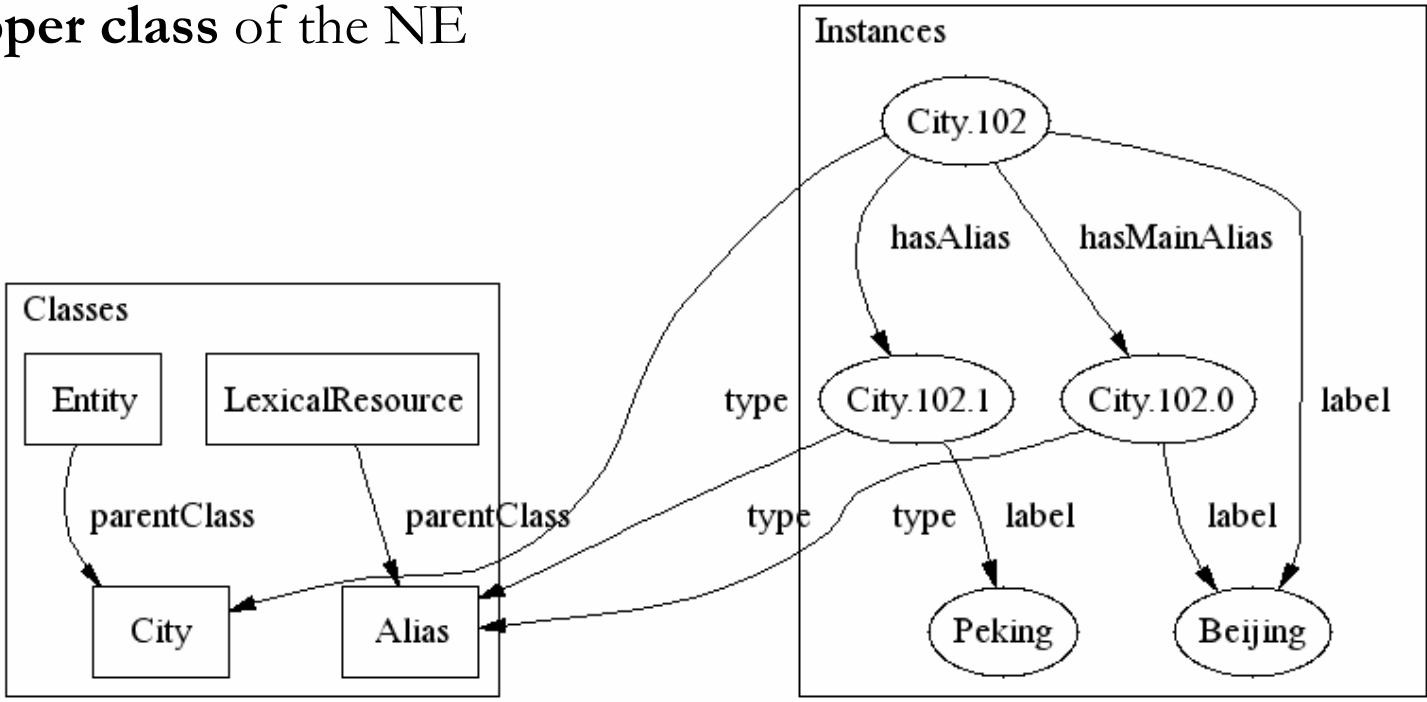 per class of the NE
Instances
City.102
hasAlias hasMainAlias
Classes
Entity LexicalResource type City.102.1 City.102.0 label
parentClass parentClass type type label label
City Alias Peking Beijing